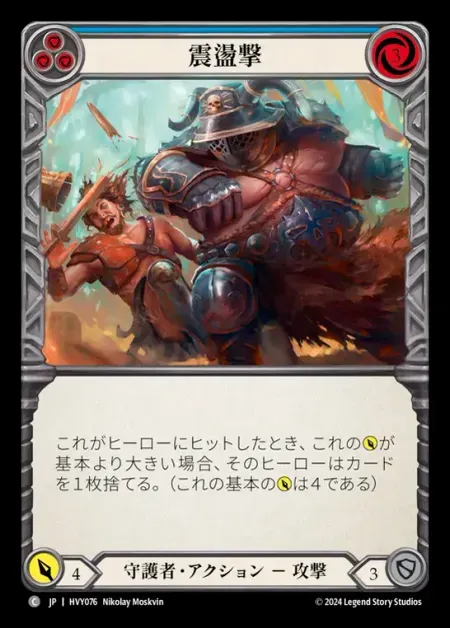 震盪撃
3
これがヒーローにヒットしたとき、これのが
基本より大きい場合、そのヒーローはカード
を1枚捨てる。（これの基本のは4である）
4
守護者・アクション － 攻撃
3
C JP | HVY076 Nikolay Moskvin
© 2024 Legend Story Studios